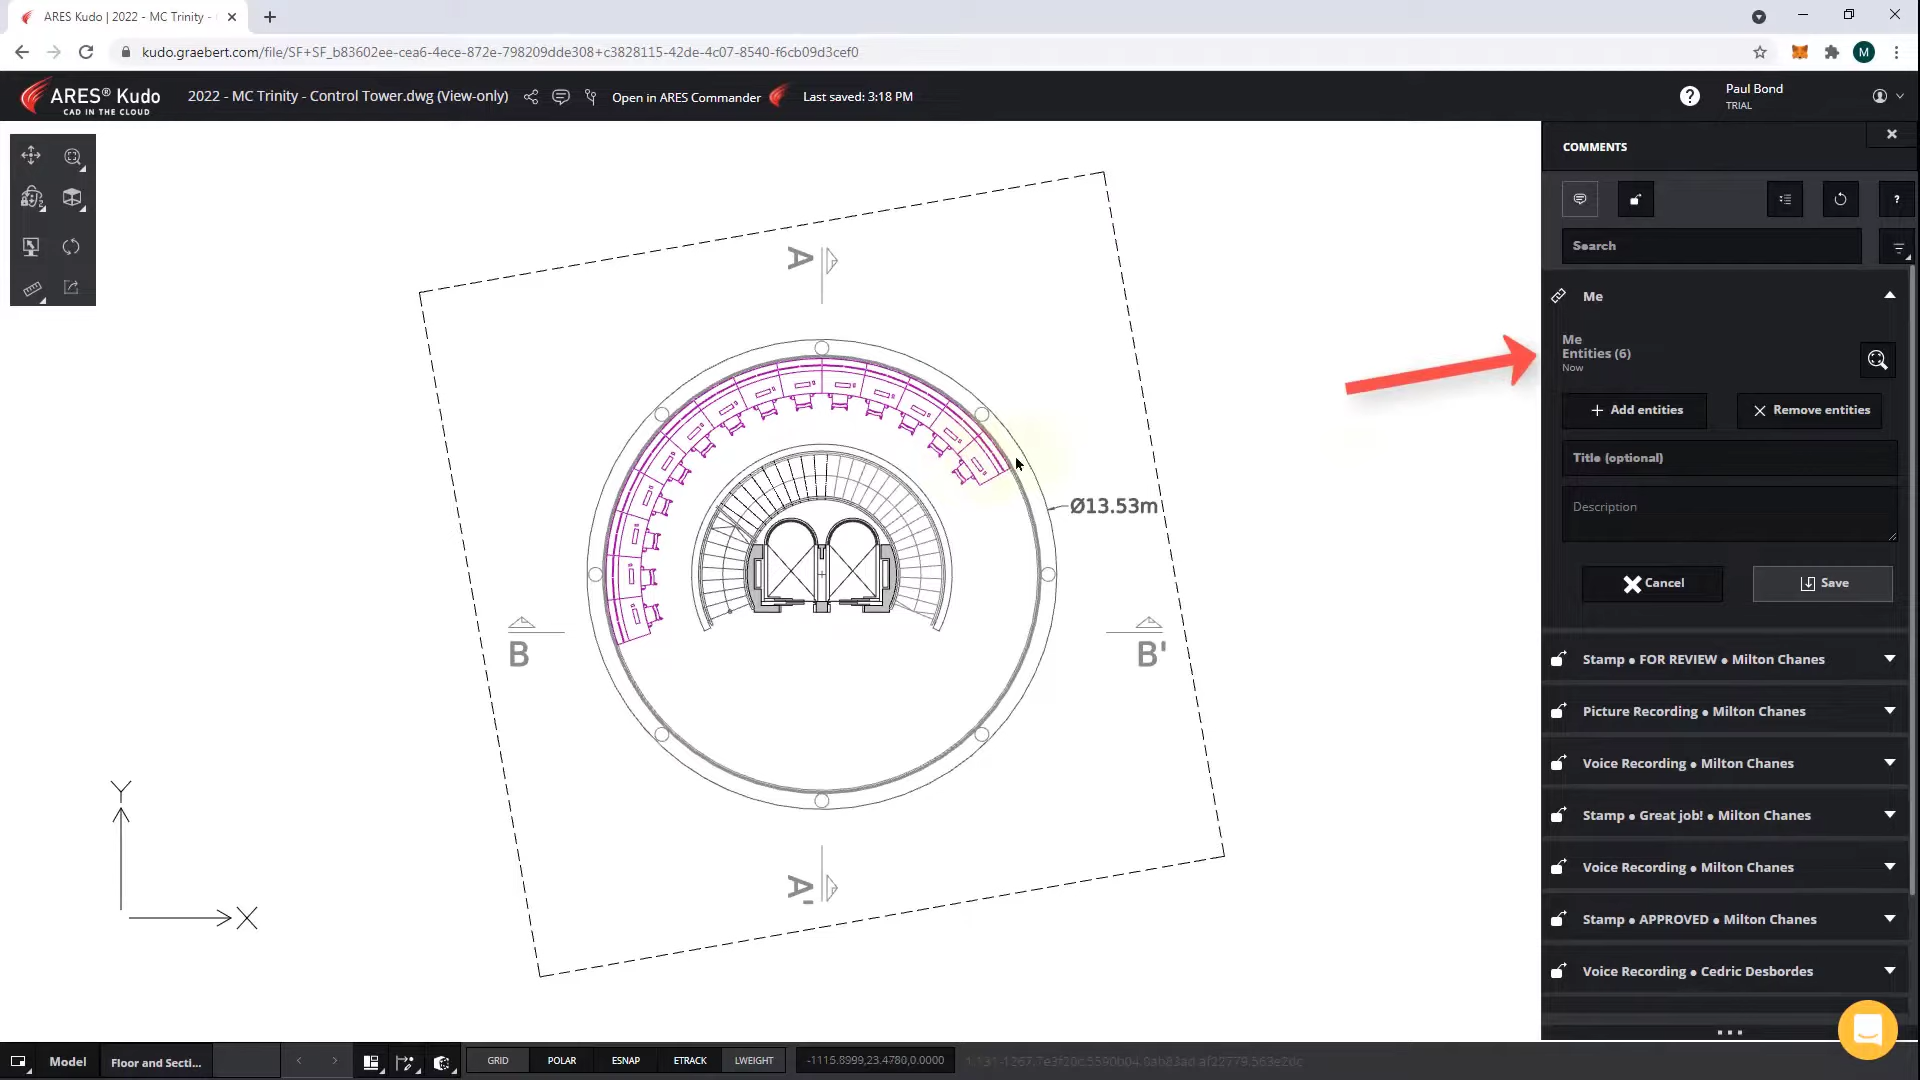 ARES Kudo | 2022 - MC Trinity -
kudo.graebert.com/file/SF+SF_b83602ee-cea6-4ece-872e-798209dde308+c3828115-42de-4c07-8540-f6cb09d3cef0
M
ARES® Kudo
CAD IN THE CLOUD
2022 - MC Trinity - Control Tower.dwg (View-only)
Open in ARES Commander
Last saved: 3:18 PM
?
Paul Bond
TRIAL
COMMENTS
?
Search
Me
Me
Entities (6)
Now
Add entities
Remove entities
Title (optional)
Description
Cancel
Save
Stamp ● FOR REVIEW ● Milton Chanes
Picture Recording ● Milton Chanes
Voice Recording ● Milton Chanes
Stamp ● Great job! ● Milton Chanes
Voice Recording ● Milton Chanes
Stamp ● APPROVED ● Milton Chanes
Voice Recording ● Cedric Desbordes
A
Ø13.53m
B
B'
A'
Y
X
Model
Floor and Secti...
GRID
POLAR
ESNAP
ETRACK
LWEIGHT
-1115.8999,23.4780,0.0000